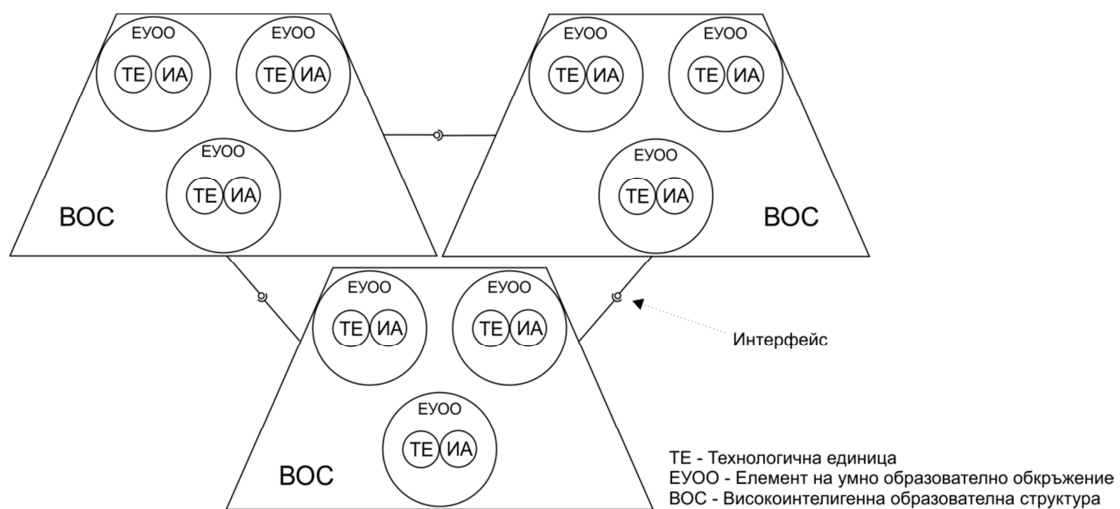 ЕУОО
ТЕ ИА
ЕУОО
ТЕ ИА
ЕУОО
ТЕ ИА
ВОС
ЕУОО
ТЕ ИА
ЕУОО
ТЕ ИА
ЕУОО
ТЕ ИА
ВОС
ЕУОО
ТЕ ИА
ЕУОО
ТЕ ИА
ЕУОО
ТЕ ИА
ВОС
Интерфейс
ТЕ - Технологична единица
ЕУОО - Елемент на умно образователно обкръжение
ВОС - Високоинтелигенна образователна структура